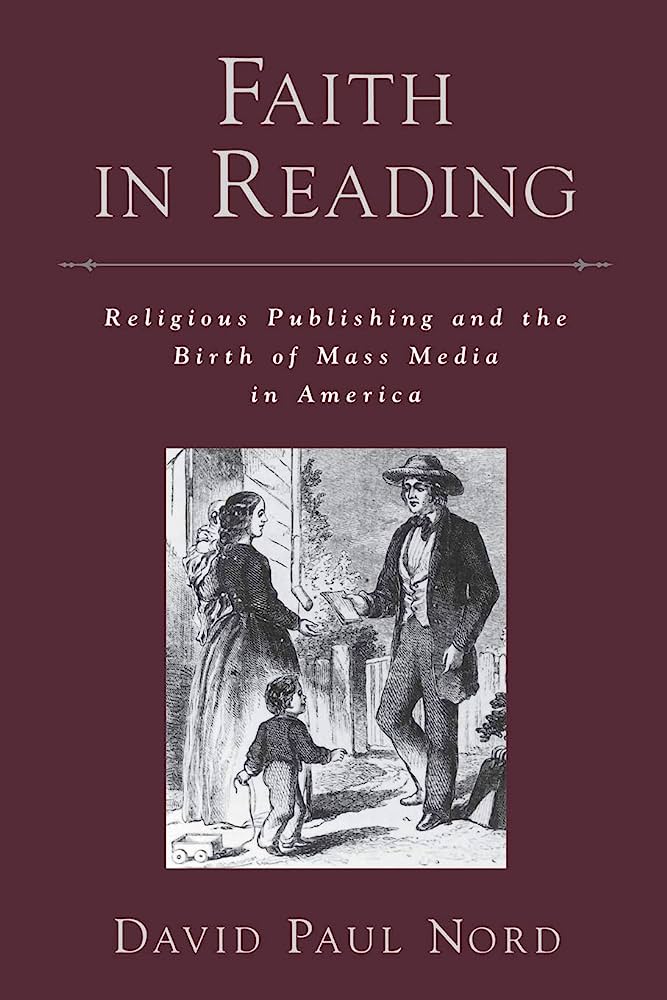 FAITH
IN READING
Religious Publishing and the
Birth of Mass Media
in America
DAVID PAUL NORD